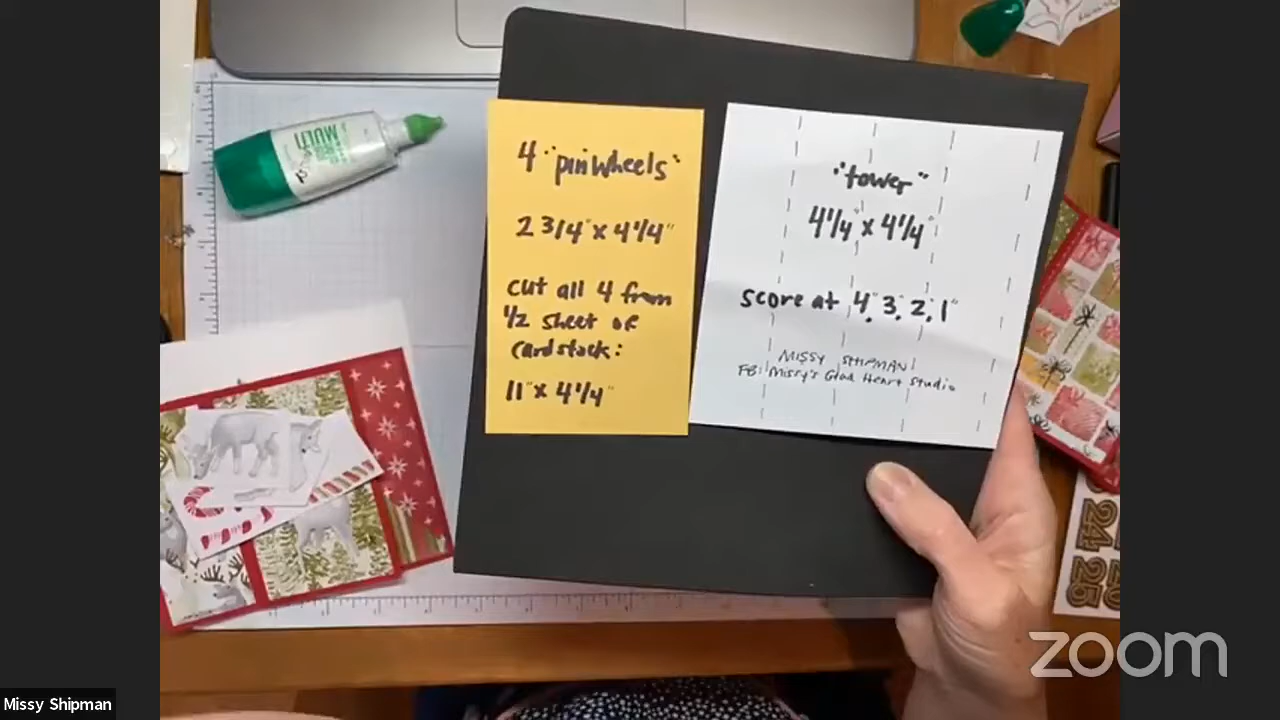 4 "pinwheels"
2 3/4" x 4 1/4"
cut all 4 from
1/2 sheet of
cardstock:
11" x 4 1/4"
"tower"
4 1/4" x 4 1/4"
score at 4", 3", 2", 1"
MISSY SHIPMAN
FB: Missy's Glad Heart Studio
MULTI
24
25
Missy Shipman
zoom